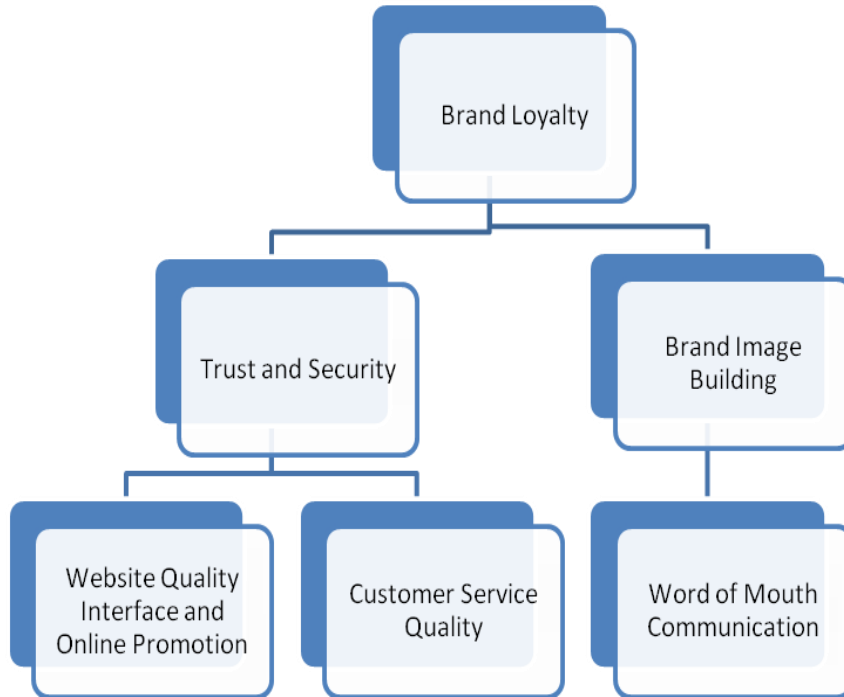 Brand Loyalty
Trust and Security
Brand Image
Building
Website Quality
Interface and
Online Promotion
Customer Service
Quality
Word of Mouth
Communication